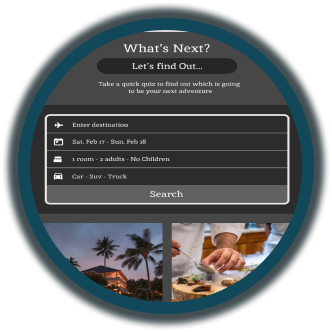 What's Next?
Let's find Out...
Take a quick quiz to find out which is going
to be your next adventure
Enter destination
Sat, Feb 17 - Sun, Feb 18
1 room - 2 adults - No Children
Car - Suv - Truck
Search